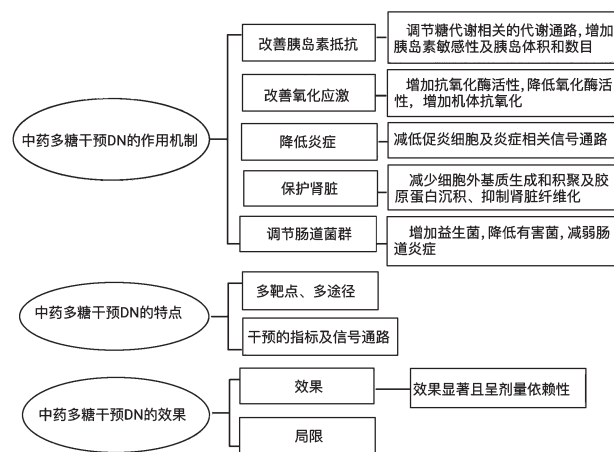 改善胰岛素抵抗
调节糖代谢相关的代谢通路,增加
胰岛素敏感性及胰岛体积和数目
改善氧化应激
增加抗氧化酶活性,降低氧化酶活
性，增加机体抗氧化
中药多糖干预DN的作用机制
降低炎症
减低促炎细胞及炎症相关信号通路
保护肾脏
减少细胞外基质生成和积聚及胶
原蛋白沉积、抑制肾脏纤维化
调节肠道菌群
增加益生菌,降低有害菌,减弱肠
道炎症
中药多糖干预DN的特点
多靶点、多途径
干预的指标及信号通路
中药多糖干预DN的效果
效果
效果显著且呈剂量依赖性
局限